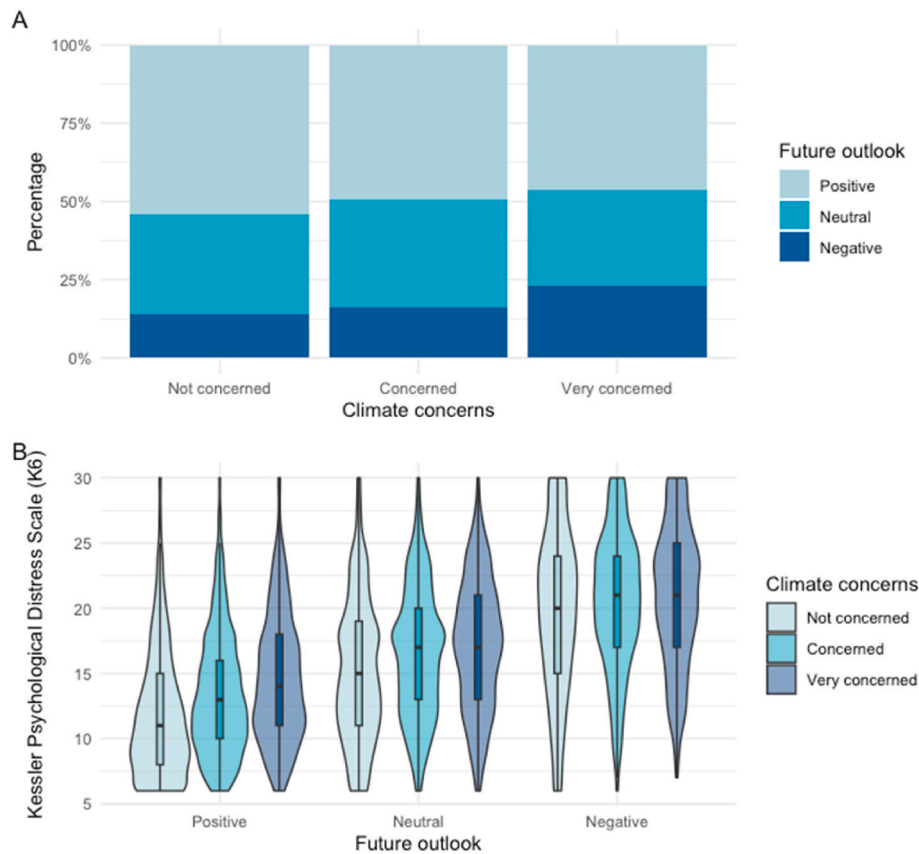 A
100%
75%
50%
25%
0%
Percentage
Not concerned
Concerned
Very concerned
Climate concerns
Future outlook
Positive
Neutral
Negative
B
Kessler Psychological Distress Scale (K6)
30
25
20
15
10
5
Positive
Neutral
Negative
Future outlook
Climate concerns
Not concerned
Concerned
Very concerned